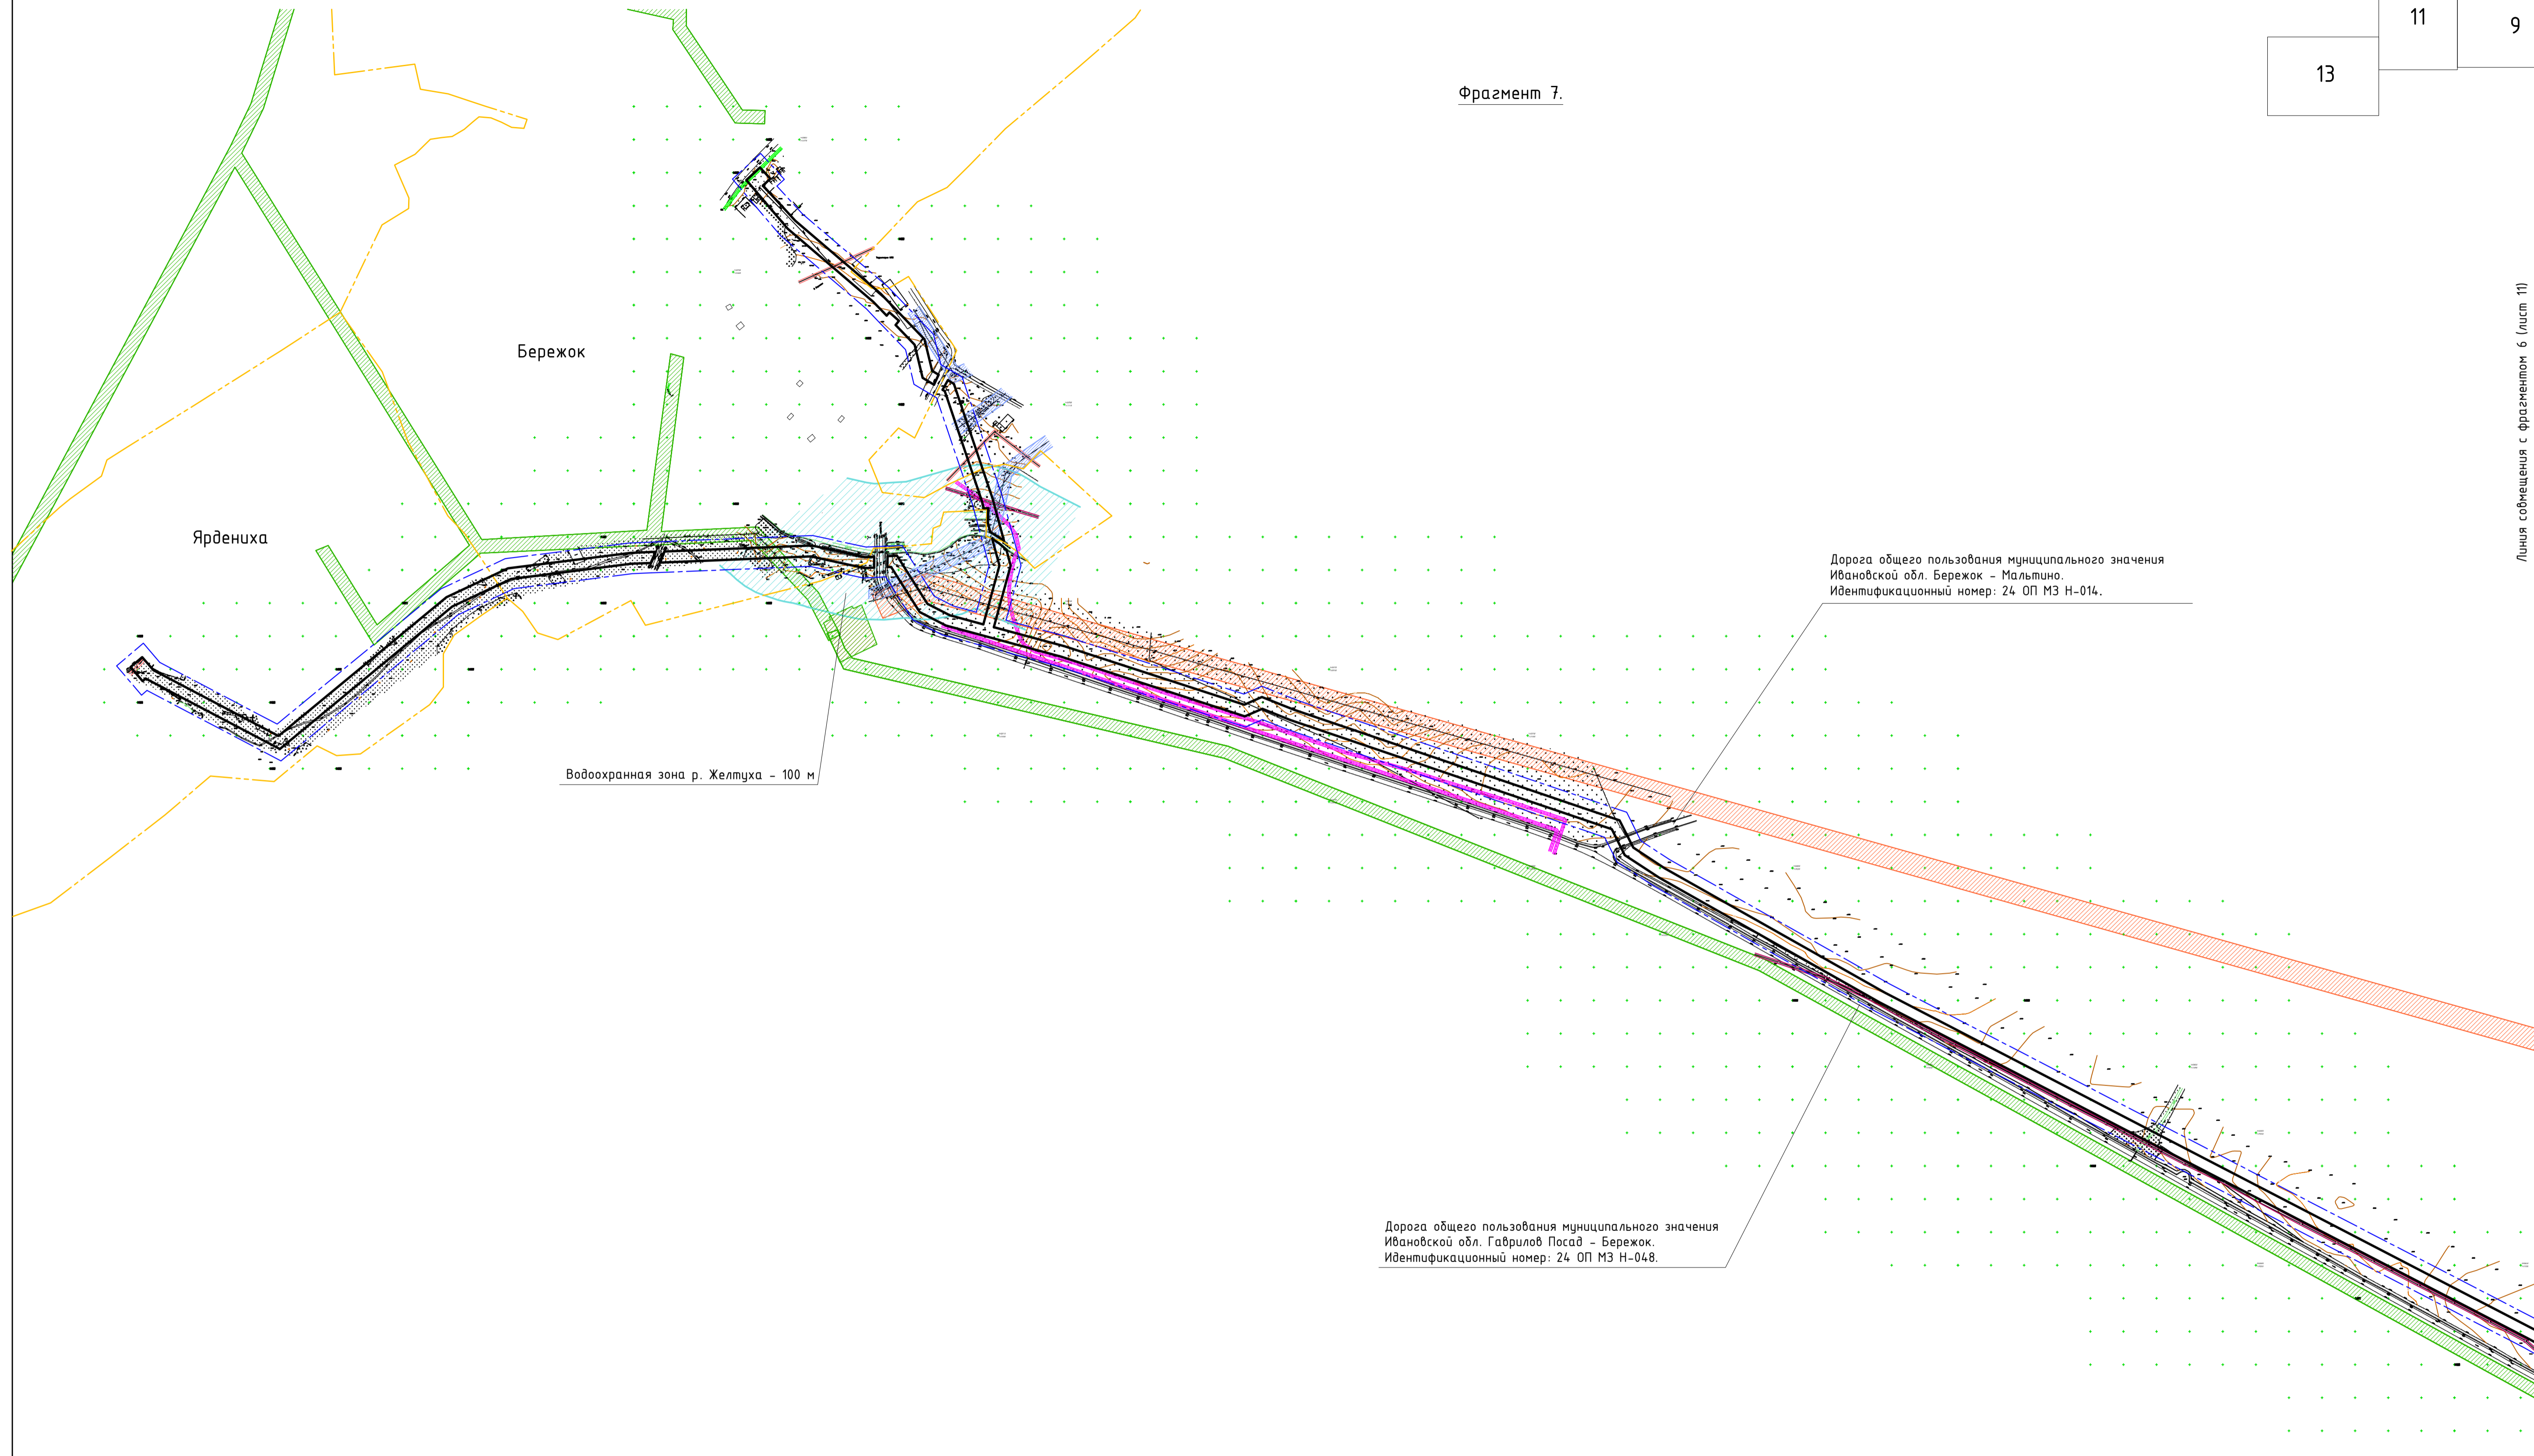 11
9
13
Фрагмент 7.
Линия совмещения с фрагментом 6 (лист 11)
Бережок
Ярдениха
Дорога общего пользования муниципального значения
Ивановской обл. Бережок - Мальтино.
Идентификационный номер: 24 ОП МЗ Н-014.
Водоохранная зона р. Желтуха - 100 м
Дорога общего пользования муниципального значения
Ивановской обл. Гаврилов Посад - Бережок.
Идентификационный номер: 24 ОП МЗ Н-048.